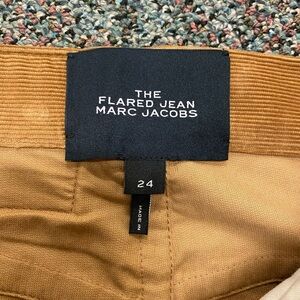 THE
FLARED JEAN
MARC JACOBS
24
MADE IN